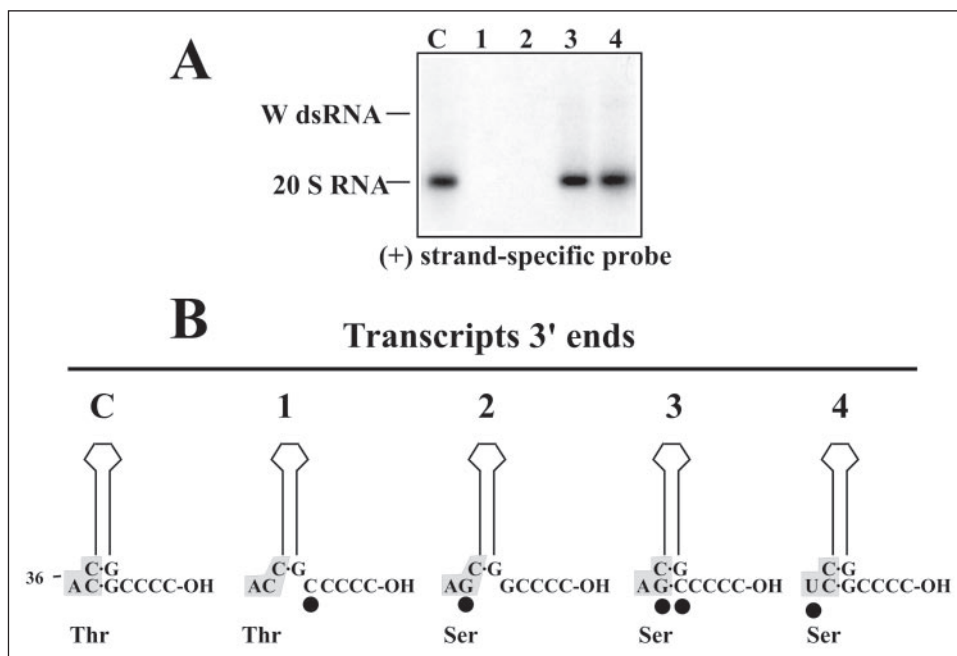 A
C 1 2 3 4
W dsRNA
20 S RNA
(+) strand-specific probe
B
Transcripts 3' ends
C 1 2 3 4
C·G C·G C·G C·G C·G
36 - AC·GCCCC-OH AC CCCCC-OH AG GCCCC-OH AG·CCCCC-OH UC·GCCCC-OH
Thr Thr Ser Ser Ser